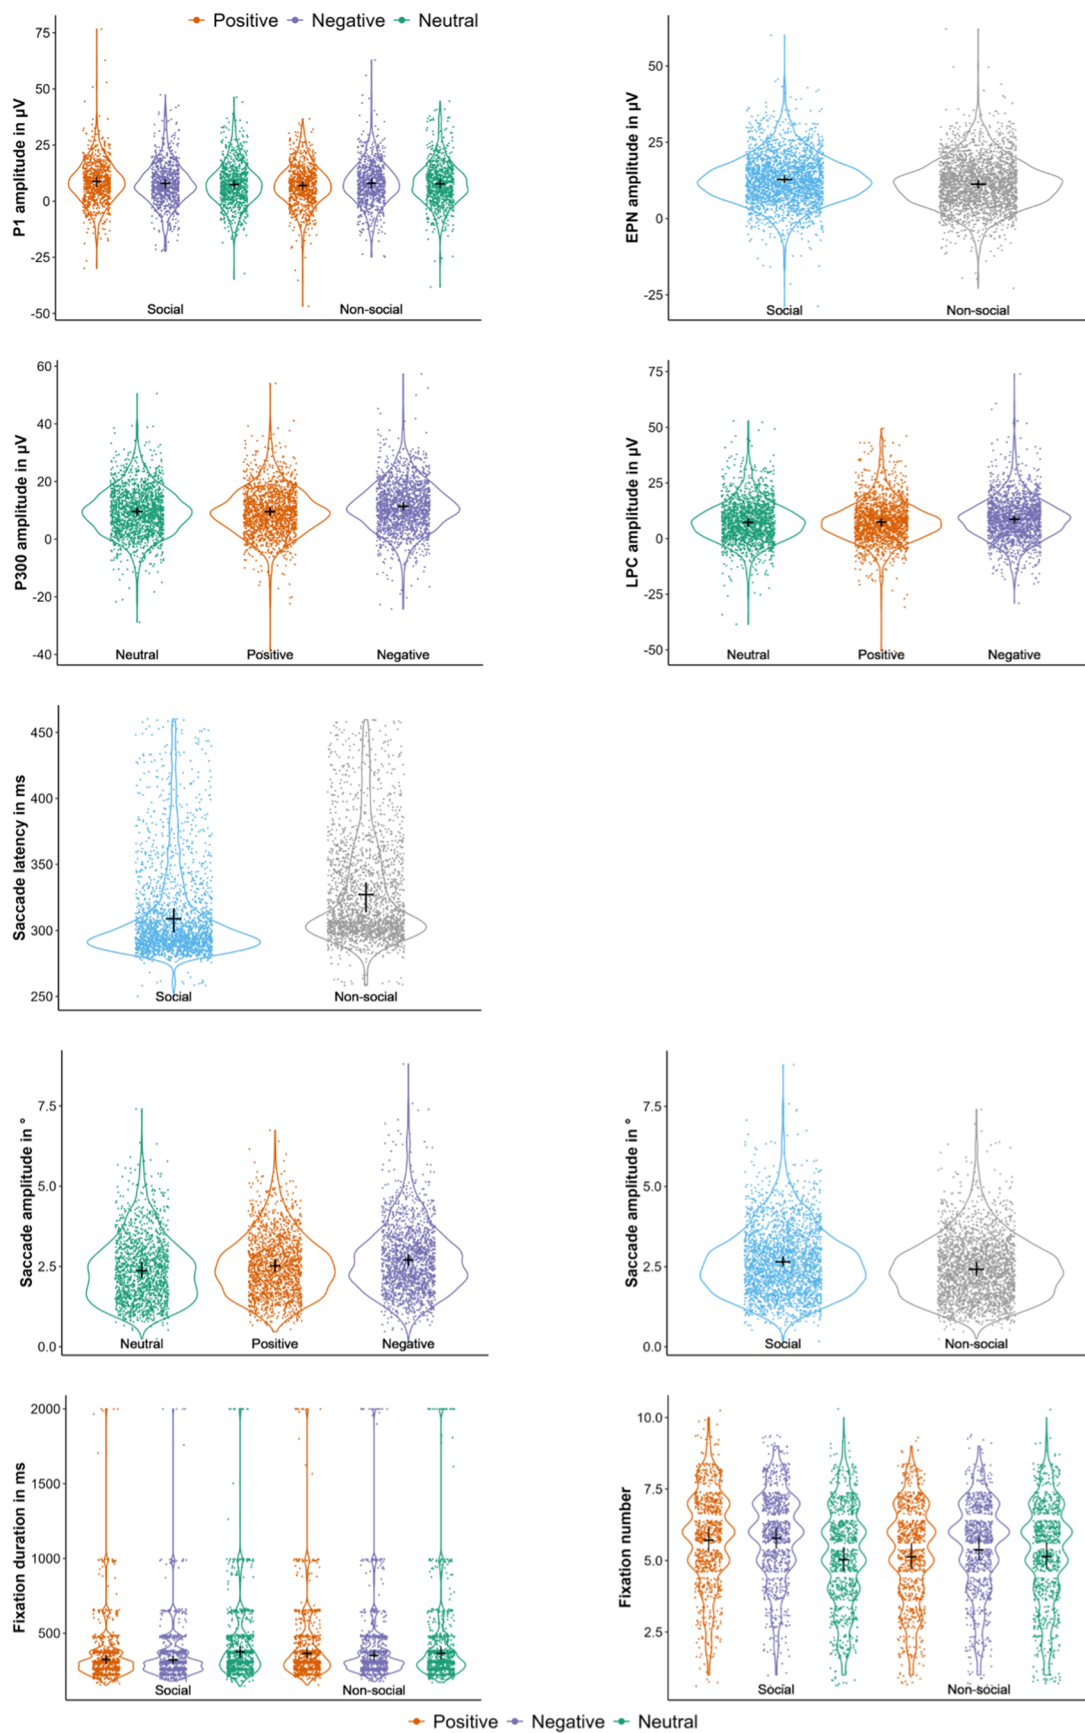 Positive Negative Neutral
P1 amplitude in µV
75
50
25
0
-25
-50
Social Non-social
EPN amplitude in µV
50
25
0
-25
Social Non-social
P300 amplitude in µV
60
40
20
0
-20
-40
Neutral Positive Negative
LPC amplitude in µV
75
50
25
0
-25
-50
Neutral Positive Negative
Saccade latency in ms
450
400
350
300
250
Social Non-social
Saccade amplitude in °
7.5
5.0
2.5
0.0
Neutral Positive Negative
Saccade amplitude in °
7.5
5.0
2.5
0.0
Social Non-social
Fixation duration in ms
2000
1500
1000
500
Social Non-social
Fixation number
10.0
7.5
5.0
2.5
Social Non-social
Positive Negative Neutral